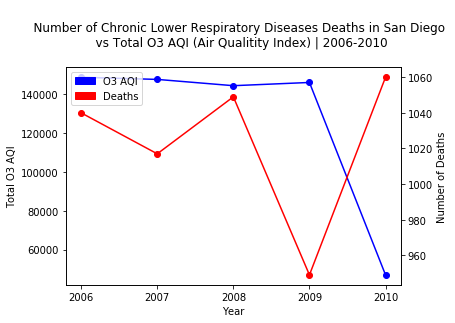 Number of Chronic Lower Respiratory Diseases Deaths in San Diego
vs Total O3 AQI (Air Qualitity Index) | 2006-2010
O3 AQI
Deaths
140000
120000
100000
80000
60000
Total O3 AQI
1060
1040
1020
1000
980
960
Number of Deaths
2006 2007 2008 2009 2010
Year